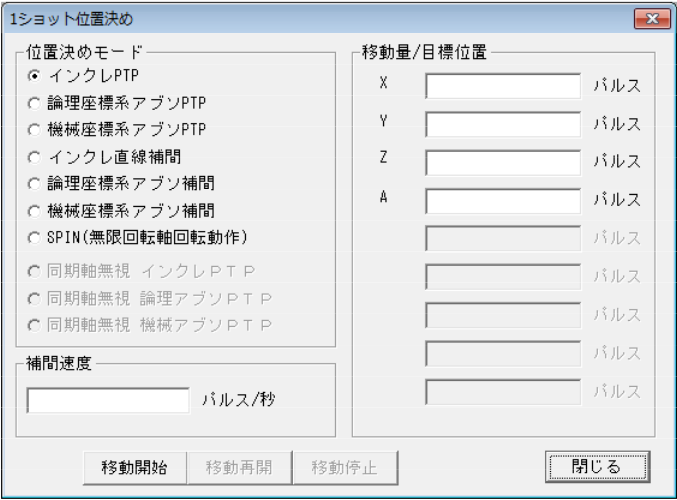 1ショット位置決め
位置決めモード
インクレPTP
論理座標系アブソPTP
機械座標系アブソPTP
インクレ直線補間
論理座標系アブソ補間
機械座標系アブソ補間
SPIN(無限回転軸回転動作)
同期軸無視 インクレＰＴＰ
同期軸無視 論理アブソＰＴＰ
同期軸無視 機械アブソＰＴＰ
補間速度
パルス/秒
移動量/目標位置
X パルス
Y パルス
Z パルス
A パルス
パルス
パルス
パルス
パルス
パルス
移動開始 移動再開 移動停止 閉じる